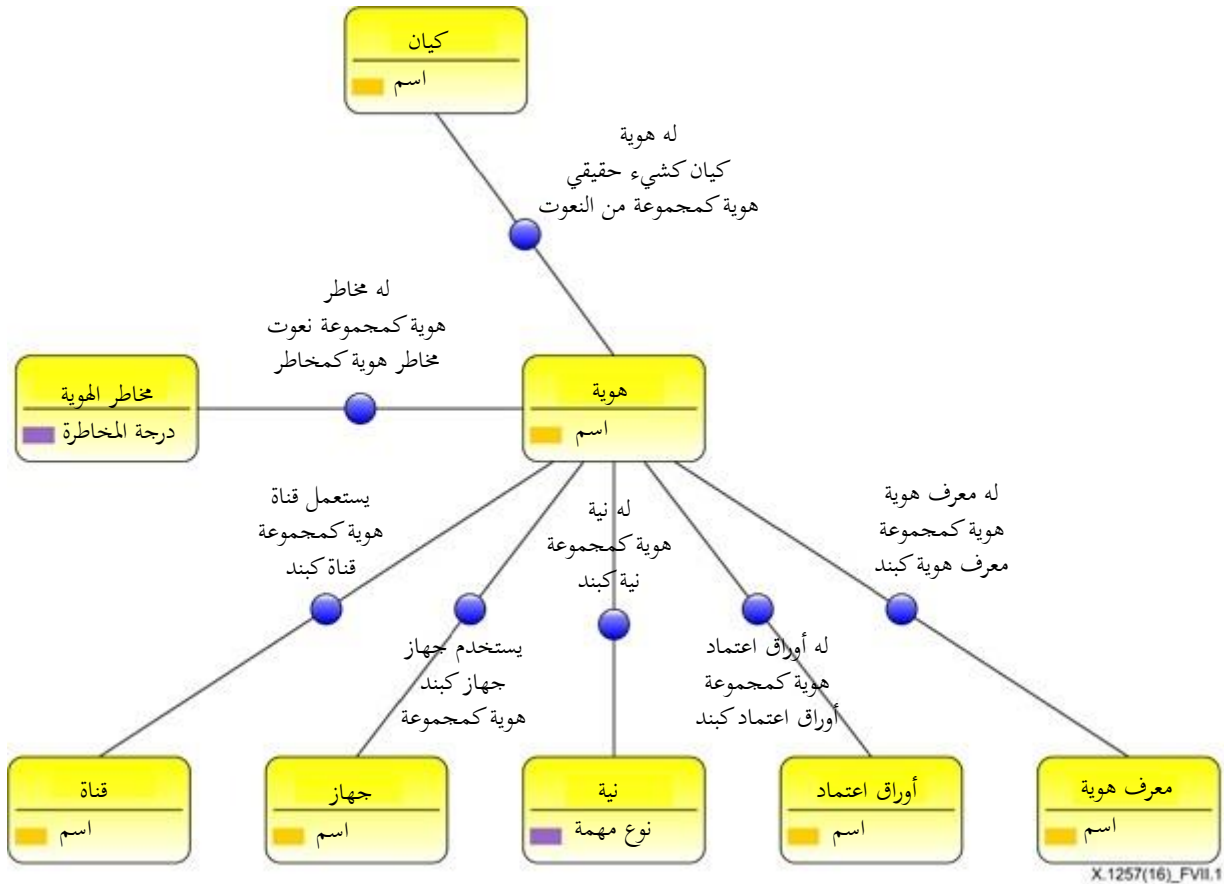 كيان
اسم
له هوية
كيان كشيء حقيقي
هوية كمجموعة من النعوت
له مخاطر
هوية كمجموعة نعوت
مخاطر هوية كمخاطر
مخاطر الهوية
درجة المخاطرة
هوية
اسم
له معرف هوية
هوية كمجموعة
معرف هوية كبند
له نية
هوية كمجموعة
نية كبند
يستعمل قناة
هوية كمجموعة
قناة كبند
له أوراق اعتماد
هوية كمجموعة
أوراق اعتماد كبند
يستخدم جهاز
جهاز كبند
هوية كمجموعة
معرف هوية
اسم
أوراق اعتماد
اسم
نية
نوع مهمة
جهاز
اسم
قناة
اسم
X.1257(16)_FVII.1